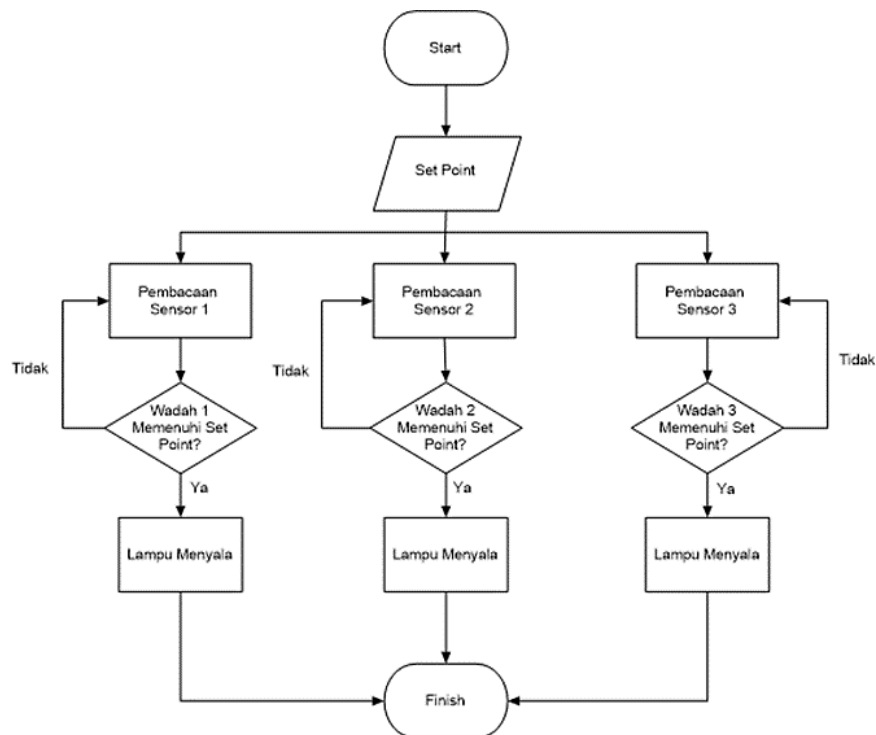 Start
Set Point
Pembacaan
Sensor 1
Pembacaan
Sensor 2
Pembacaan
Sensor 3
Tidak
Tidak
Tidak
Wadah 1
Memenuhi Set
Point?
Wadah 2
Memenuhi Set
Point?
Wadah 3
Memenuhi Set
Point?
Ya
Ya
Ya
Lampu Menyala
Lampu Menyala
Lampu Menyala
Finish